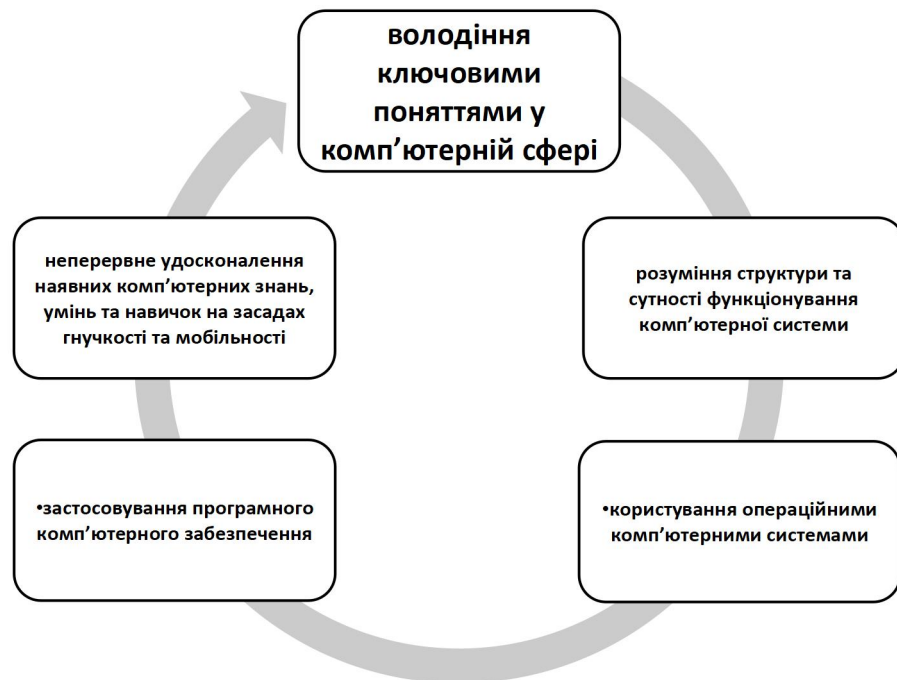 володіння
ключовими
поняттями у
комп’ютерній сфері
розуміння структури та
сутності функціонування
комп’ютерної системи
•користування операційними
комп’ютерними системами
•застосовування програмного
комп’ютерного забезпечення
неперервне удосконалення
наявних комп’ютерних знань,
умінь та навичок на засадах
гнучкості та мобільності